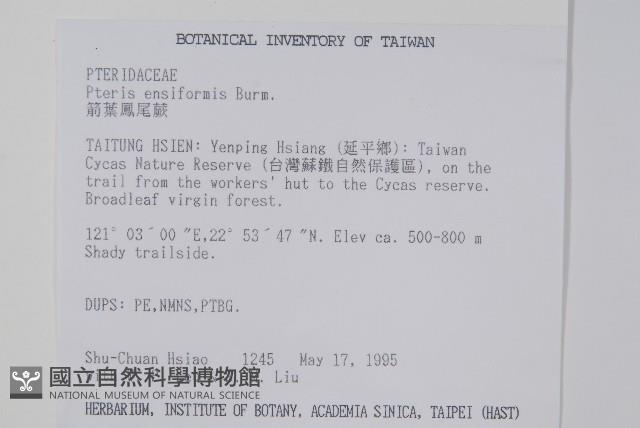 BOTANICAL INVENTORY OF TAIWAN
PTERIDACEAE
Pteris ensiformis Burm.
箭葉鳳尾蕨
TAITUNG HSIEN: Yenping Hsiang (延平鄉): Taiwan
Cycas Nature Reserve (台灣蘇鐵自然保護區), on the
trail from the workers' hut to the Cycas reserve.
Broadleaf virgin forest.
121° 03´00 ″E,22° 53´47 ″N. Elev ca. 500-800 m
Shady trailside.
DUPS: PE,NMNS,PTBG.
Shu-Chuan Hsiao 1245 May 17, 1995
Liu
國立自然科學博物館
NATIONAL MUSEUM OF NATURAL SCIENCE
HERBARIUM, INSTITUTE OF BOTANY, ACADEMIA SINICA, TAIPEI (HAST)